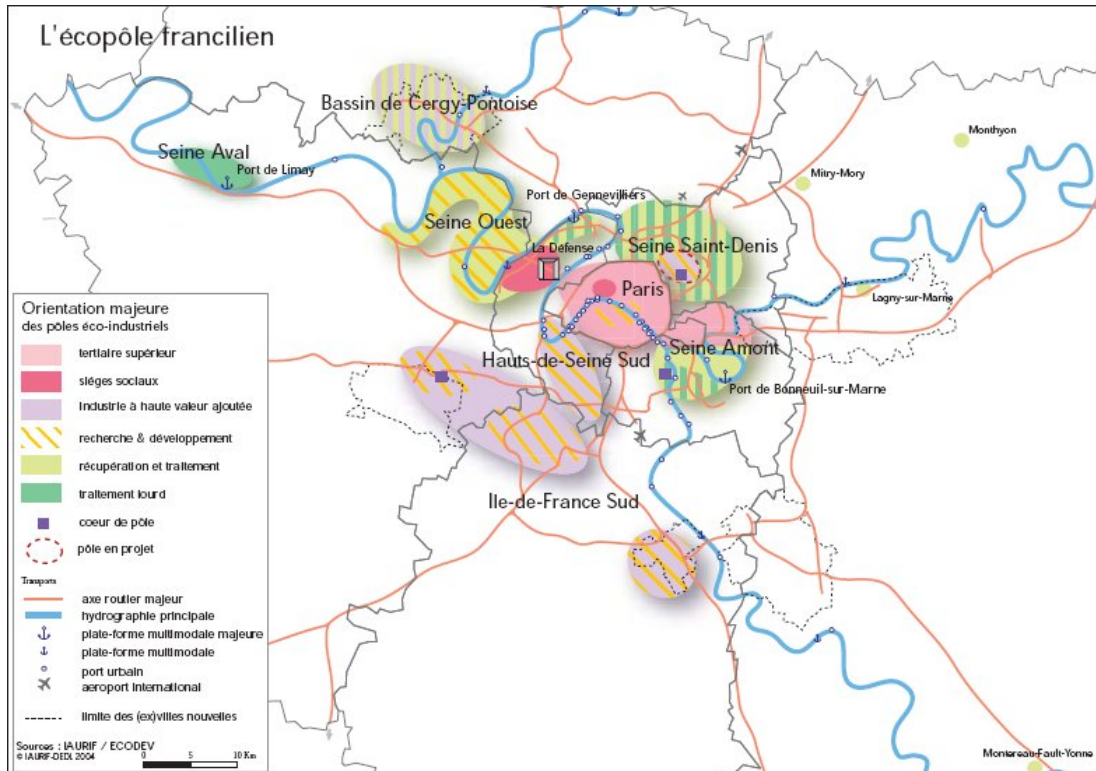 L'écopôle francilien
Bassin de Cergy-Pontoise
Monthyon
Seine Aval
Port de Limay
Mitry-Mory
Port de Gennevilliers
Seine Ouest
Seine Saint-Denis
La Défense
Paris
Lagny-sur-Marne
Hauts-de-Seine Sud
Seine Amont
Port de Bonneuil-sur-Marne
Ile-de-France Sud
Montereau-Fault-Yonne
Orientation majeure
des pôles éco-industriels
tertiaire supérieur
siéges sociaux
industrie à haute valeur ajoutée
recherche & développement
récupération et traitement
traitement lourd
coeur de pôle
pôle en projet
Transports
axe routier majeur
hydrographie principale
plate-forme multimodale majeure
plate-forme multimodale
port urbain
aeroport international
limite des (ex)villes nouvelles
Sources : IAURIF / ECODEV
© IAURIF-DEDL 2004
0 5 10 Km